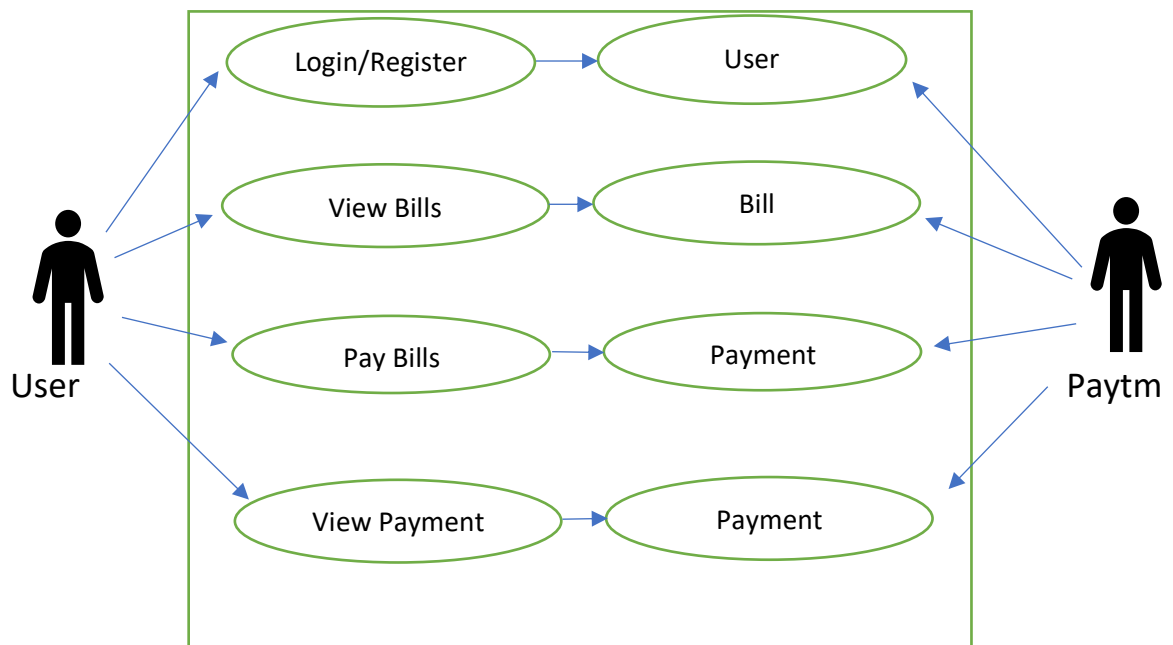 Login/Register
User
View Bills
Bill
Pay Bills
Payment
User
Paytm
View Payment
Payment